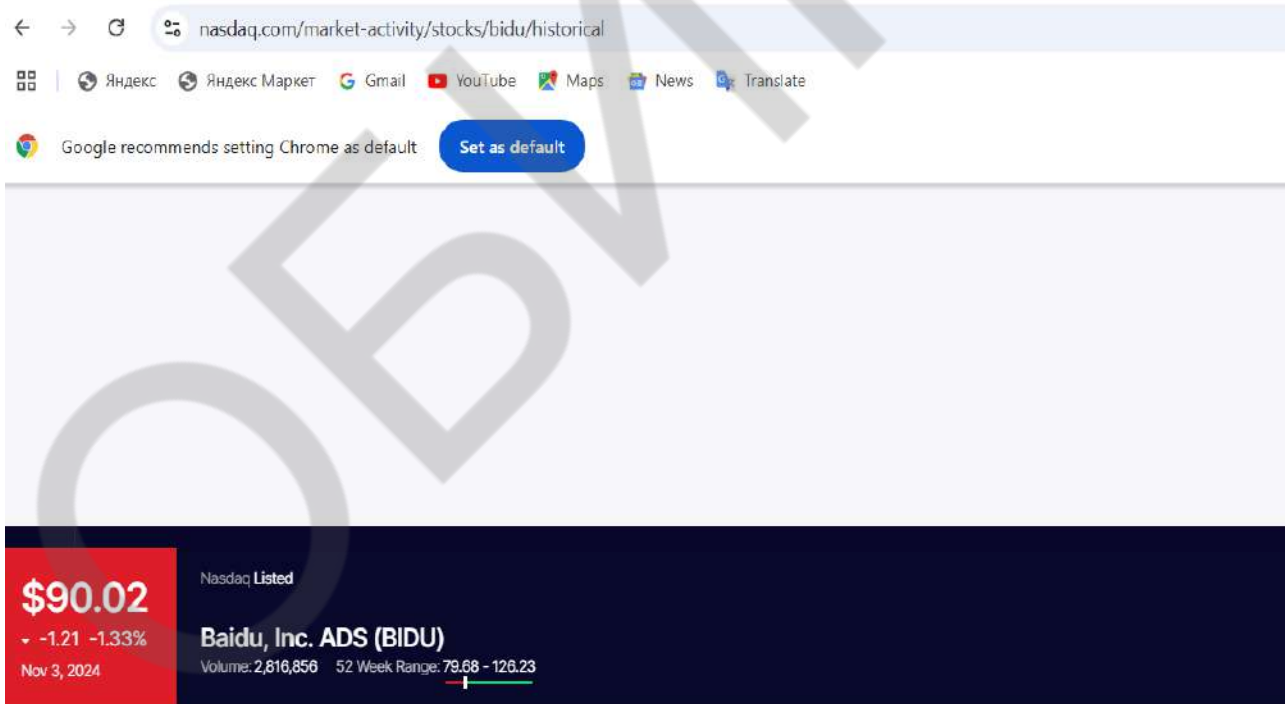 nasdaq.com/market-activity/stocks/bidu/historical
Яндекс Яндекс Маркет Gmail YouTube Maps News Translate
Google recommends setting Chrome as default Set as default
$90.02
-1.21 -1.33%
Nov 3, 2024
Nasdaq Listed
Baidu, Inc. ADS (BIDU)
Volume: 2,816,856 52 Week Range: 79.68 - 126.23